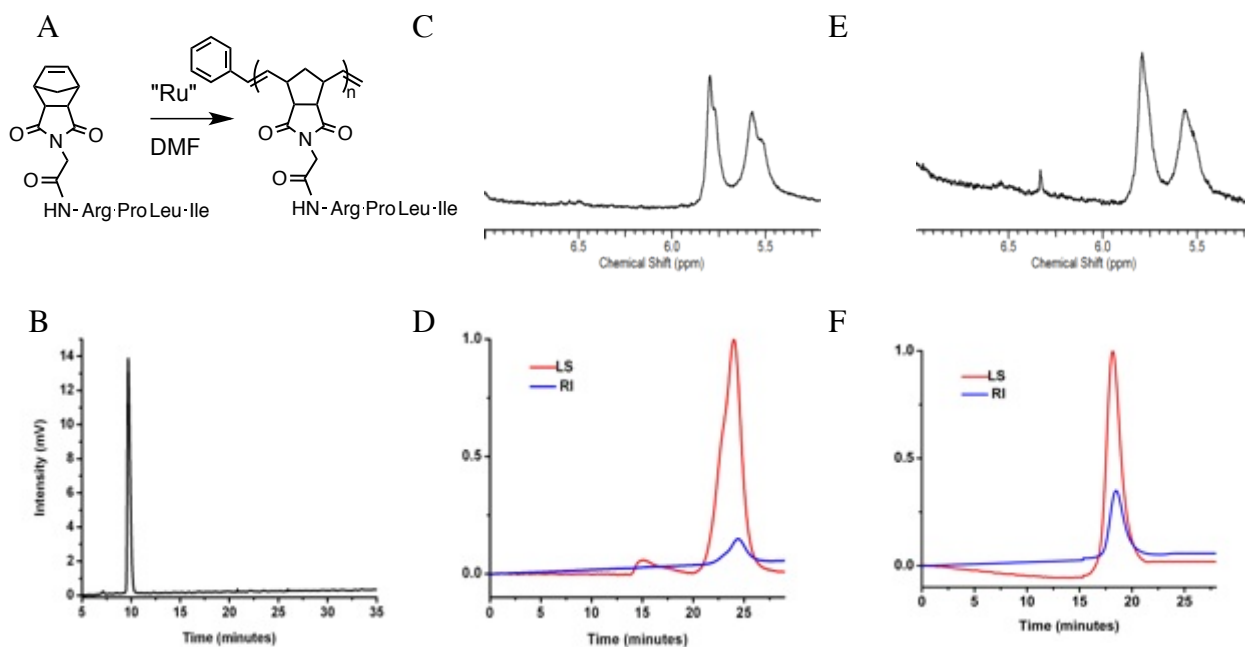 A
"Ru"
DMF
O
N
O
O
HN-Arg·ProLeu-Ile
n
O
N
O
O
HN-Arg·ProLeu-Ile
C
6.5
6.0
5.5
Chemical Shift (ppm)
E
6.5
6.0
5.5
Chemical Shift (ppm)
B
14
12
10
8
6
4
2
0
Intensity (mV)
5
10
15
20
25
30
35
Time (minutes)
D
1.0
0.5
0.0
LS
RI
0
5
10
15
20
25
Time (minutes)
F
1.0
0.5
0.0
LS
RI
0
5
10
15
20
25
Time (minutes)